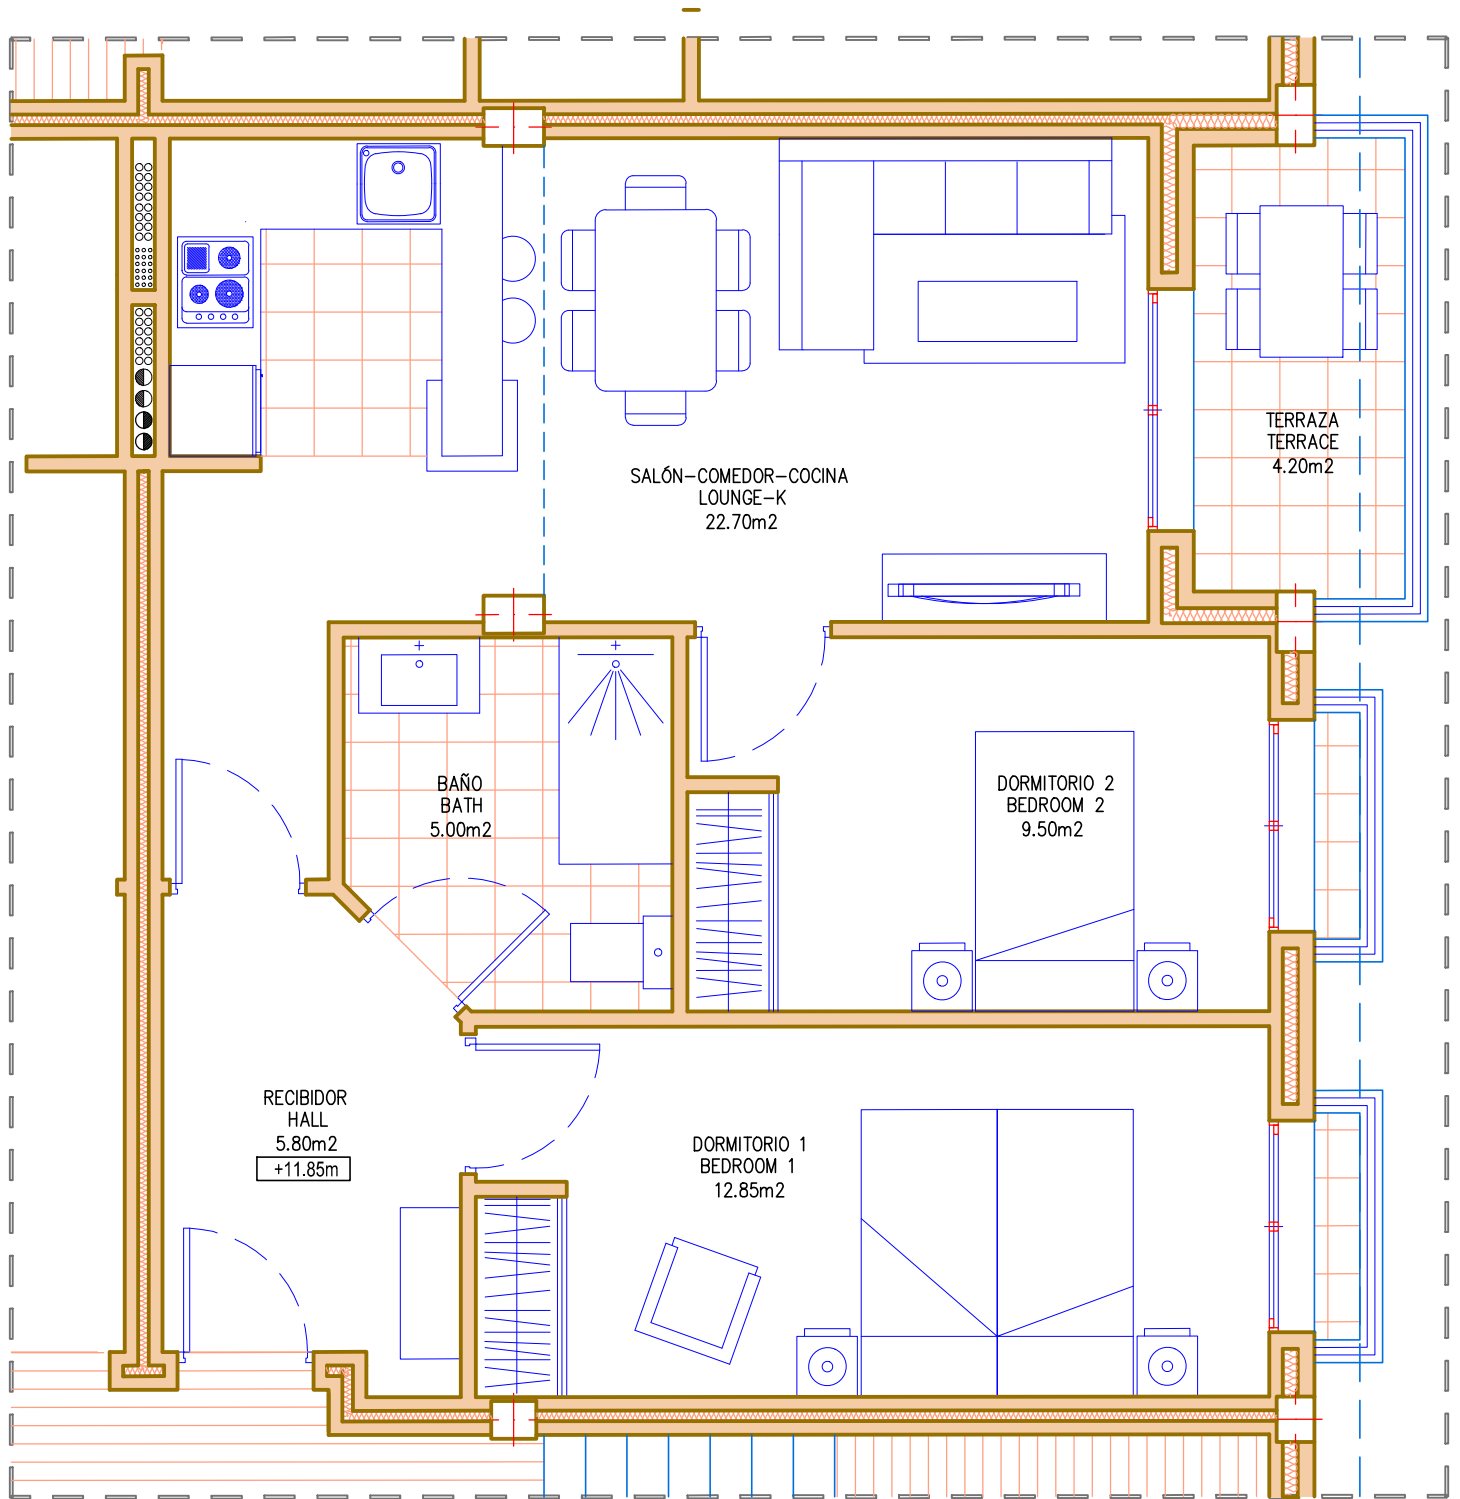 TERRAZA
TERRACE
4.20m2
SALÓN-COMEDOR-COCINA
LOUNGE-K
22.70m2
BAÑO
BATH
5.00m2
DORMITORIO 2
BEDROOM 2
9.50m2
RECIBIDOR
HALL
5.80m2
+11.85m
DORMITORIO 1
BEDROOM 1
12.85m2